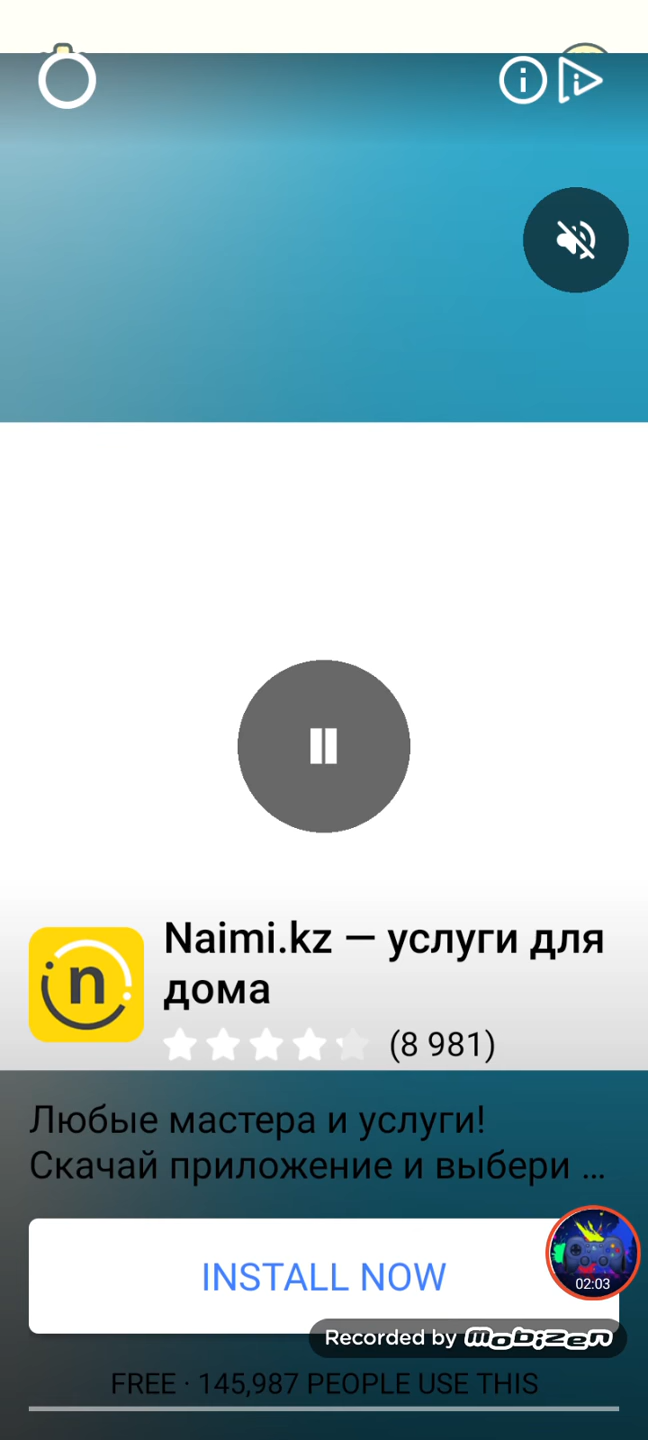 Naimi.kz — услуги для
дома
n
(8 981)
Любые мастера и услуги!
Скачай приложение и выбери ...
INSTALL NOW
02:03
Recorded by mobizen
FREE · 145,987 PEOPLE USE THIS